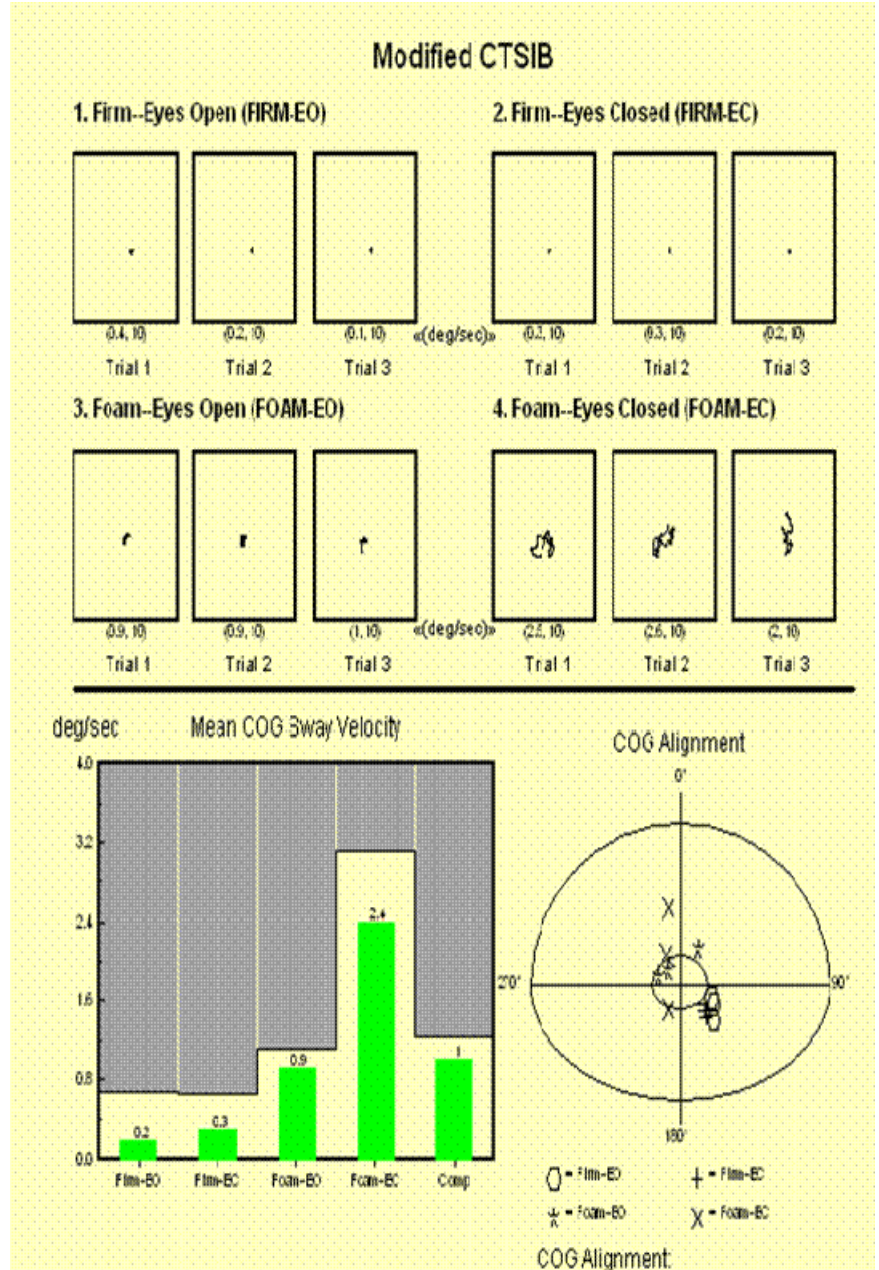 Modified CTSIB
1. Firm--Eyes Open (FIRM-EO)
2. Firm--Eyes Closed (FIRM-EC)
(0.4, 10) (0.2, 10) (0.1, 10) «(deg/sec)» (0.3, 10) (0.2, 10)
Trial 1 Trial 2 Trial 3 Trial 1 Trial 2 Trial 3
3. Foam--Eyes Open (FOAM-EO)
4. Foam--Eyes Closed (FOAM-EC)
(0.9, 10) (0.9, 10) (1, 10) «(deg/sec)» (2.6, 10) (2, 10)
Trial 1 Trial 2 Trial 3 Trial 1 Trial 2 Trial 3
deg/sec Mean COG Sway Velocity
COG Alignment
0°
4.0
3.2
2.4
1.6
0.8
0.0
0.2 0.3 0.9 2.4 1
Firm-EO Firm-EC Foam-EO Foam-EC Comp
90°
180°
= Firm-EO = Firm-EC
= Foam-EO = Foam-EC
COG Alignment: